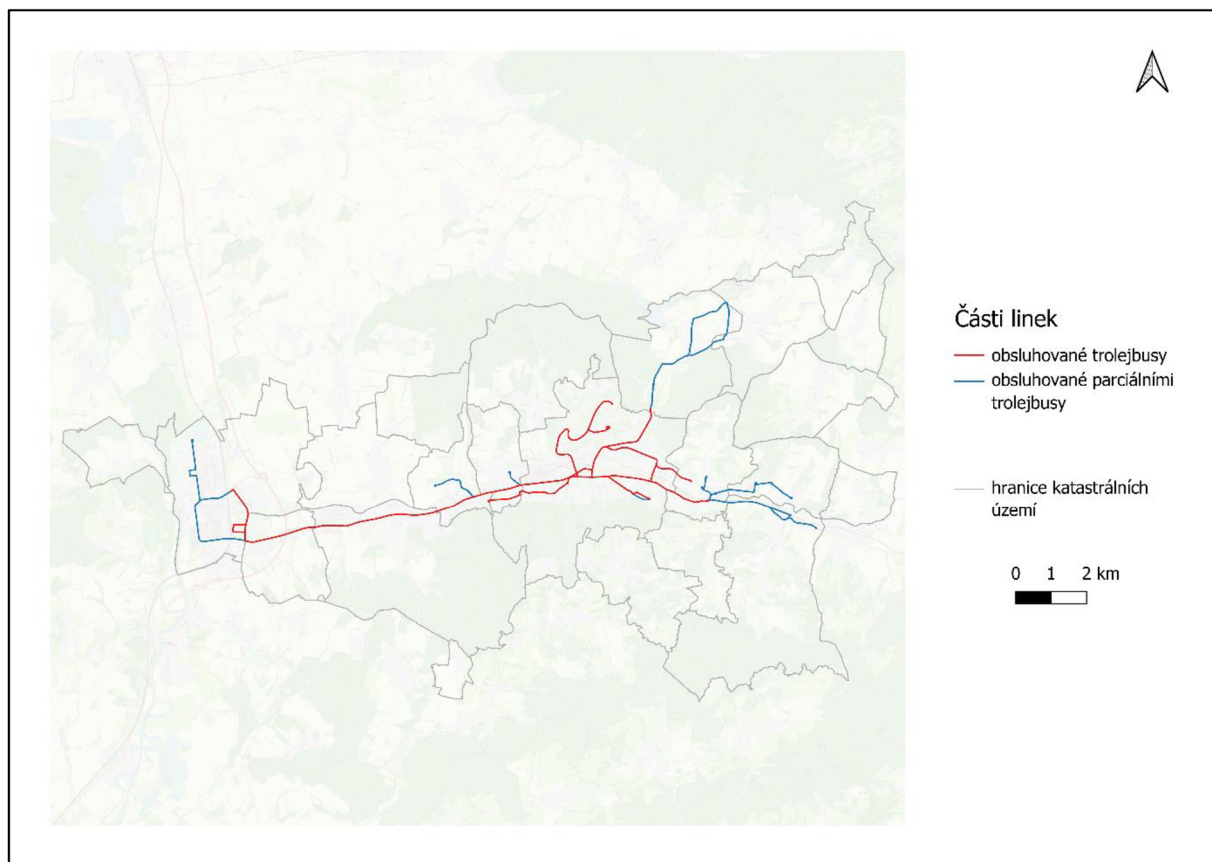 Části linek
obsluhované trolejbusy
obsluhované parciálními
trolejbusy
hranice katastrálních
území
0 1 2 km